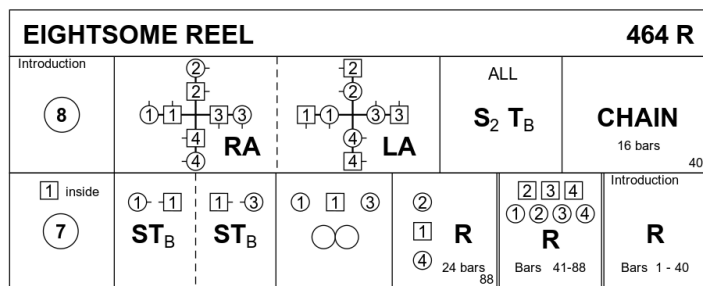 EIGHTSOME REEL 464 R
Introduction
8
2
2
1 1 3 3
4
4
RA
2
2
1 1 3 3
4
4
LA
ALL
S2 TB
CHAIN
16 bars
40
1 inside
7
1 1
STB
1 3
STB
1 1 3
2
1
4
R
24 bars
88
2 3 4
1 2 3 4
R
Bars 41-88
Introduction
R
Bars 1 - 40